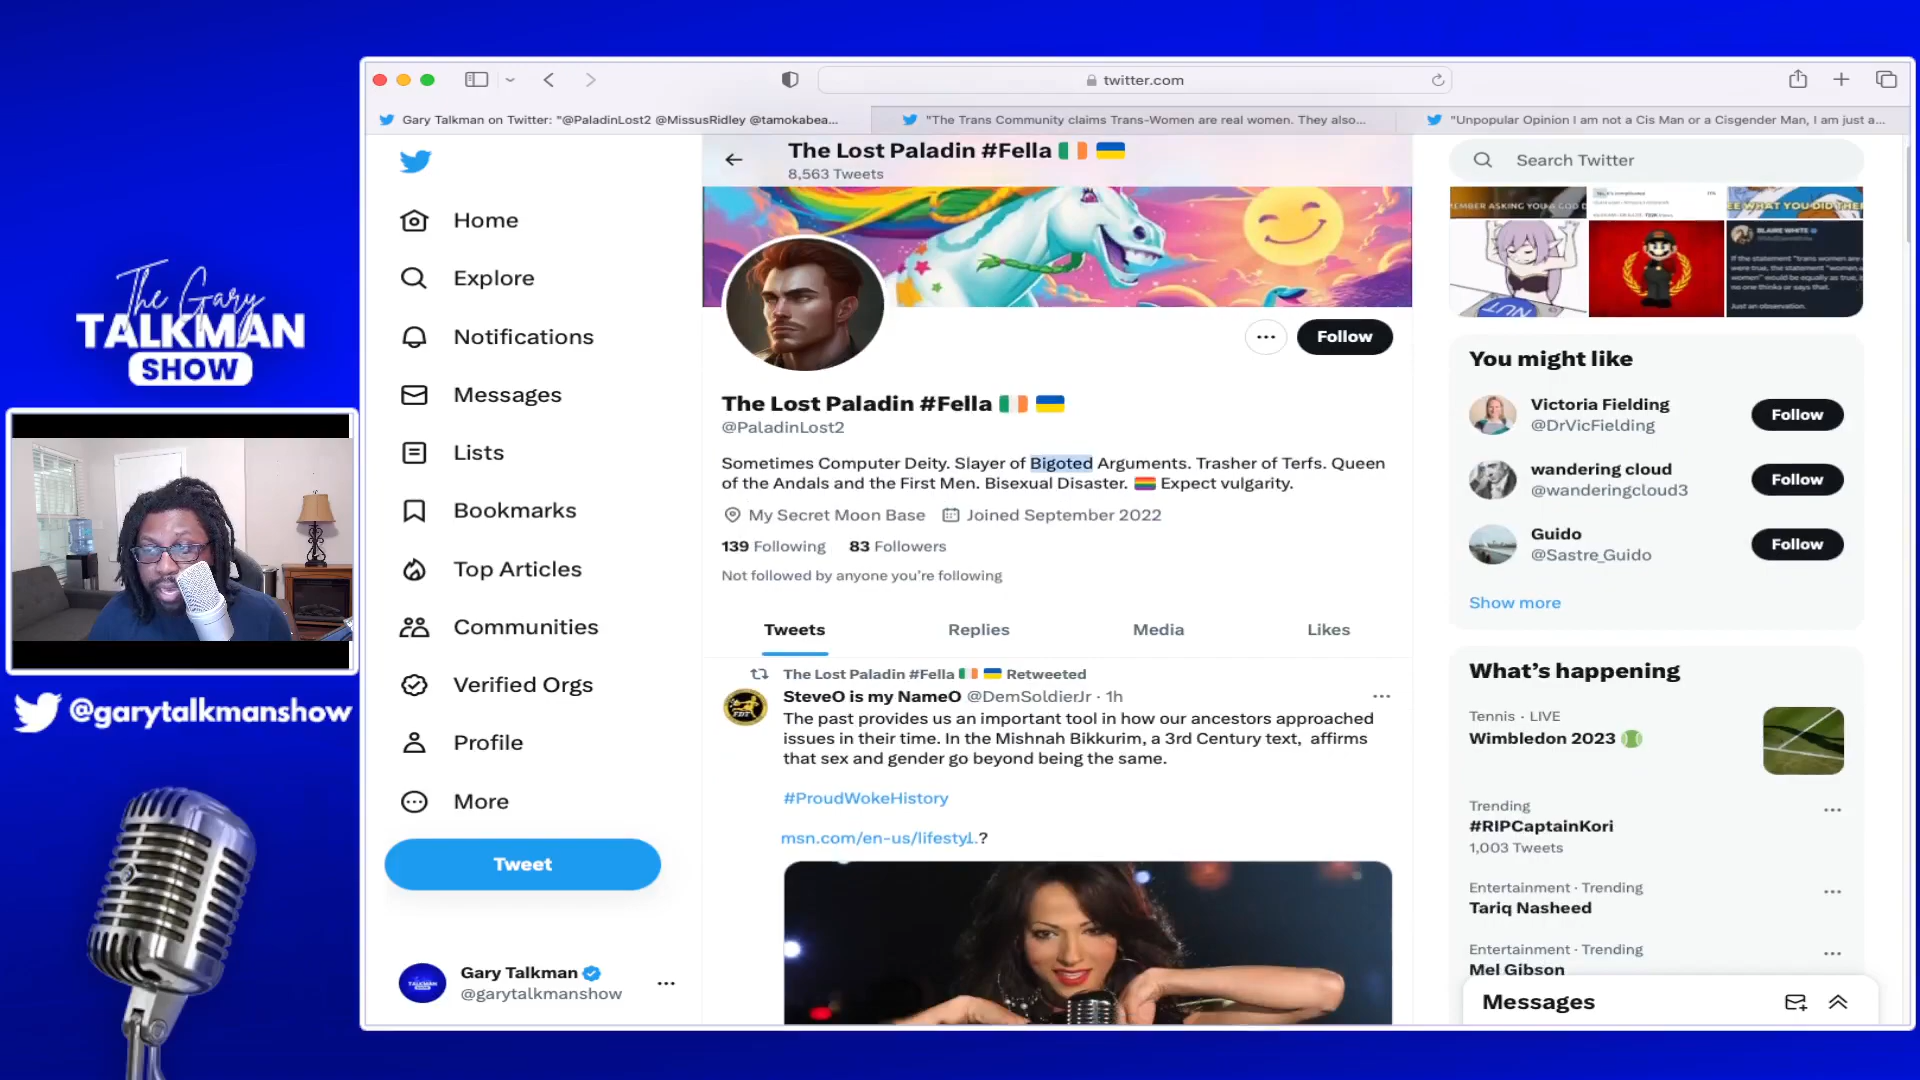 The Gary
TALKMAN
SHOW
@garytalkmanshow
twitter.com
Gary Talkman on Twitter: "@PaladinLost2 @MissusRidley @tamokabea...
"The Trans Community claims Trans-Women are real women. They also...
"Unpopular Opinion I am not a Cis Man or a Cisgender Man, I am just a...
Home
Explore
Notifications
Messages
Lists
Bookmarks
Top Articles
Communities
Verified Orgs
Profile
More
Tweet
Gary Talkman
@garytalkmanshow
The Lost Paladin #Fella
8,563 Tweets
Follow
The Lost Paladin #Fella
@PaladinLost2
Sometimes Computer Deity. Slayer of Bigoted Arguments. Trasher of Terfs. Queen
of the Andals and the First Men. Bisexual Disaster. Expect vulgarity.
My Secret Moon Base Joined September 2022
139 Following 83 Followers
Not followed by anyone you're following
Tweets Replies Media Likes
The Lost Paladin #Fella Retweeted
SteveO is my NameO @DemSoldierJr · 1h
The past provides us an important tool in how our ancestors approached
issues in their time. In the Mishnah Bikkurim, a 3rd Century text, affirms
that sex and gender go beyond being the same.
#ProudWokeHistory
msn.com/en-us/lifestyl..?
Search Twitter
EE WHAT YOU DID THE
BLAIRE WHITE
Just an observation.
You might like
Victoria Fielding
@DrVicFielding
Follow
wandering cloud
@wanderingcloud3
Follow
Guido
@Sastre_Guido
Follow
Show more
What's happening
Tennis · LIVE
Wimbledon 2023
Trending
#RIPCaptainKori
1,003 Tweets
Entertainment · Trending
Tariq Nasheed
Entertainment · Trending
Mel Gibson
Messages